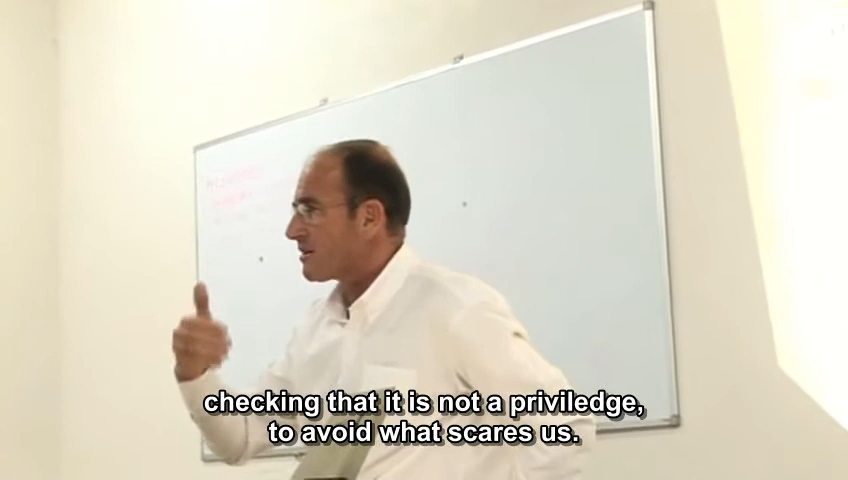 checking that it is not a priviledge,
to avoid what scares us.